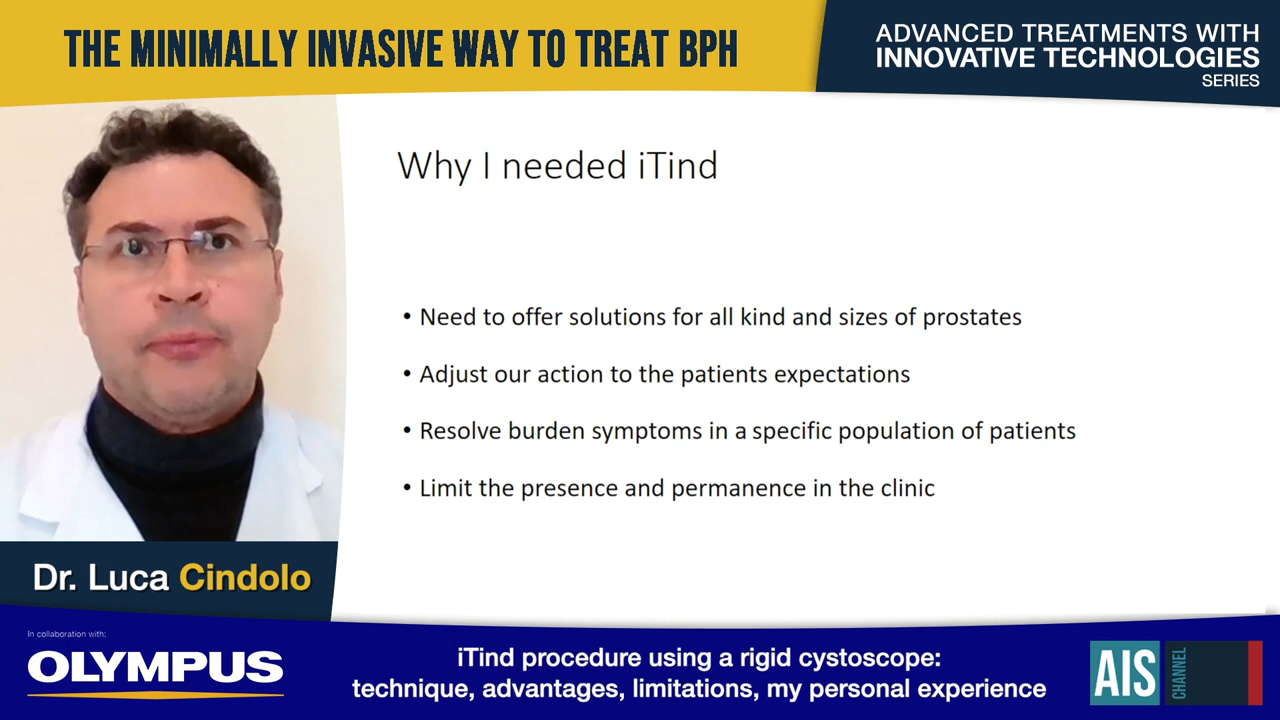 THE MINIMALLY INVASIVE WAY TO TREAT BPH
ADVANCED TREATMENTS WITH
INNOVATIVE TECHNOLOGIES
SERIES
Why I needed iTind
• Need to offer solutions for all kind and sizes of prostates
• Adjust our action to the patients expectations
• Resolve burden symptoms in a specific population of patients
• Limit the presence and permanence in the clinic
Dr. Luca Cindolo
In collaboration with:
OLYMPUS
iTind procedure using a rigid cystoscope:
technique, advantages, limitations, my personal experience
AIS
CHANNEL